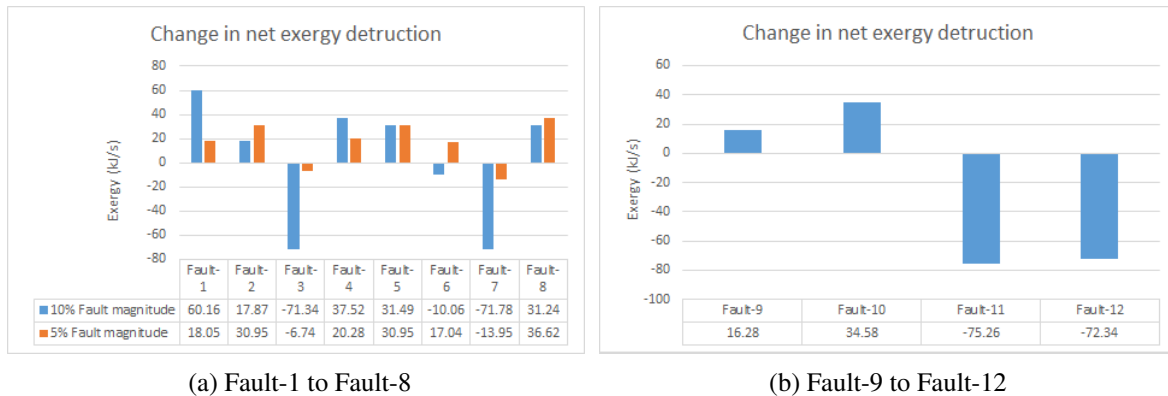 Change in net exergy detruction
Exergy (kJ/s)
80
60
40
20
0
-20
-40
-60
-80
Fault-1 Fault-2 Fault-3 Fault-4 Fault-5 Fault-6 Fault-7 Fault-8
10% Fault magnitude 60.16 17.87 -71.34 37.52 31.49 -10.06 -71.78 31.24
5% Fault magnitude 18.05 30.95 -6.74 20.28 30.95 17.04 -13.95 36.62
(a) Fault-1 to Fault-8
Change in net exergy detruction
Exergy (kJ/s)
60
40
20
0
-20
-40
-60
-80
-100
Fault-9 Fault-10 Fault-11 Fault-12
16.28 34.58 -75.26 -72.34
(b) Fault-9 to Fault-12